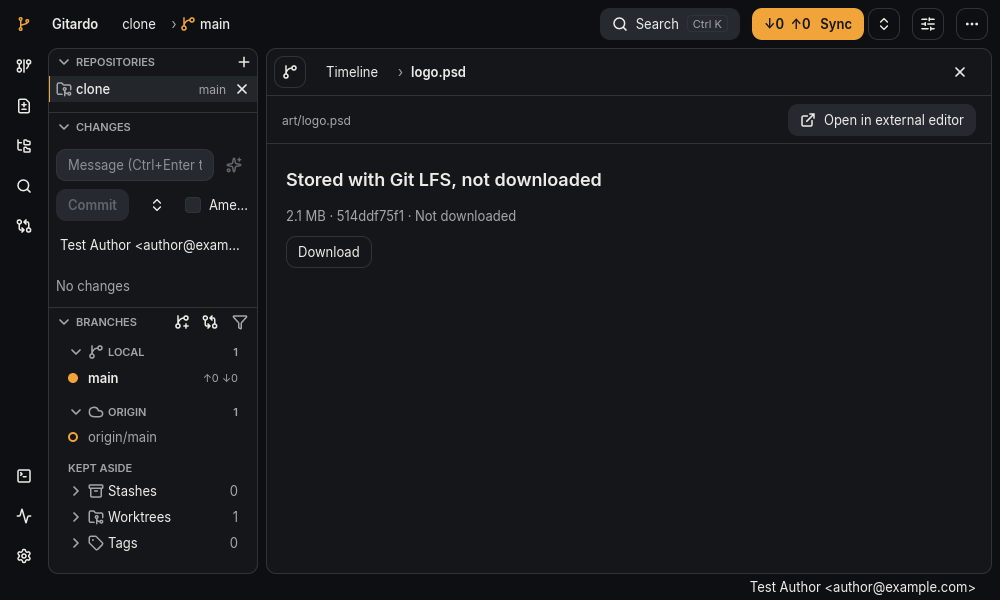 Gitardo clone › main Search Ctrl K ↓0 ↑0 Sync
REPOSITORIES
clone main
CHANGES
Message (Ctrl+Enter t
Commit Ame...
Test Author <author@exam...
No changes
BRANCHES
LOCAL 1
main ↑0 ↓0
ORIGIN 1
origin/main
KEPT ASIDE
Stashes 0
Worktrees 1
Tags 0
Timeline › logo.psd
art/logo.psd Open in external editor
Stored with Git LFS, not downloaded
2.1 MB · 514ddf75f1 · Not downloaded
Download
Test Author <author@example.com>